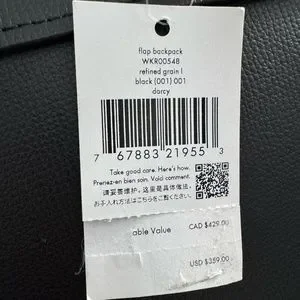 flap backpack
WKR00548
refined grain l
black (001) 001
darcy
7 67883 21955 3
Take good care. Here's how.
Prenez-en bien soin. Voici comment.
请妥善维护。这里是具体做法。
お手入れ方法はこちらをご覧ください。
able Value CAD $429.00
USD $359.00